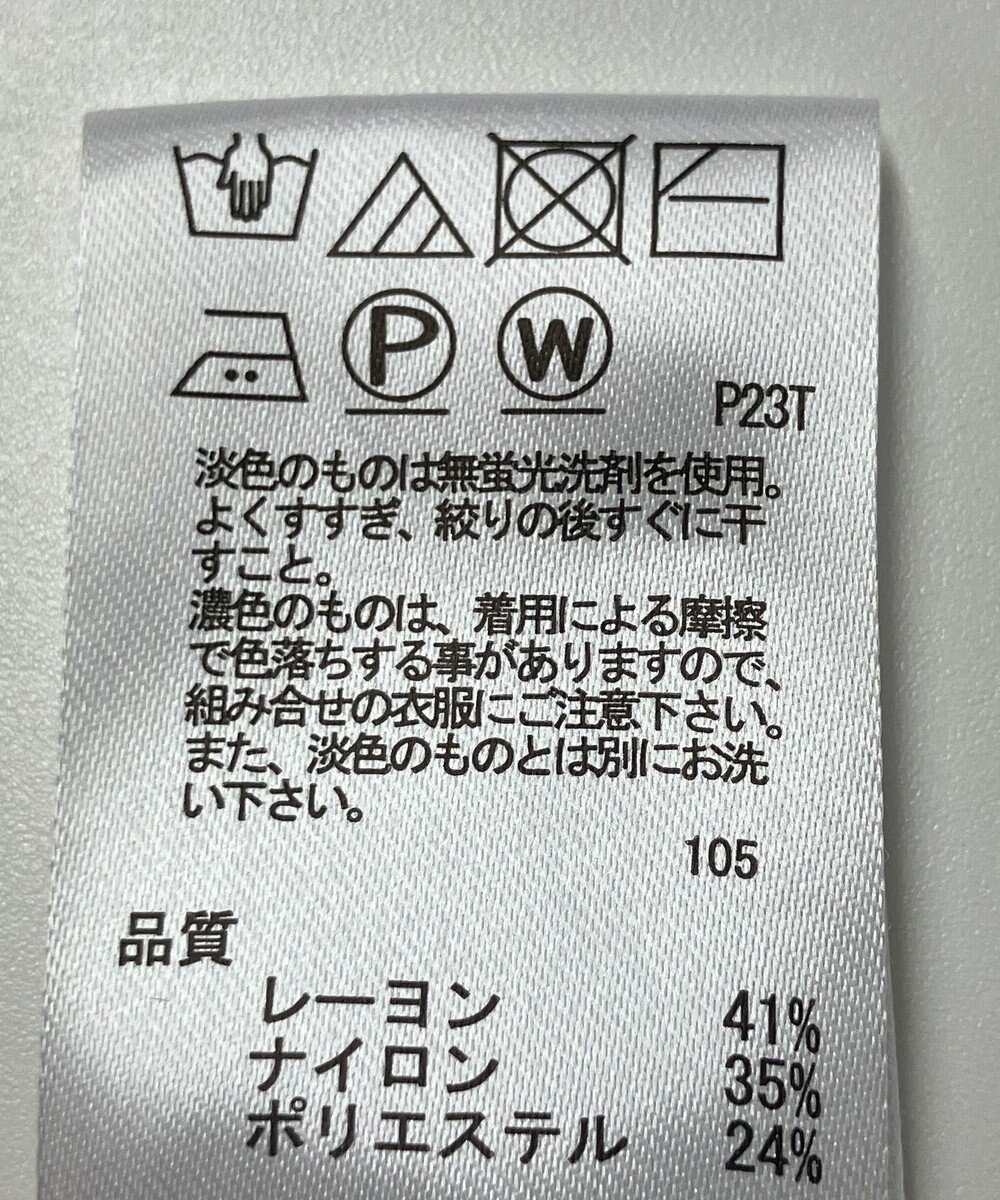 P W
P23T
淡色のものは無蛍光洗剤を使用。
よくすすぎ、絞りの後すぐに干
すこと。
濃色のものは、着用による摩擦
で色落ちする事がありますので、
組み合せの衣服にご注意下さい。
また、淡色のものとは別にお洗
い下さい。
105
品質
レーヨン 41%
ナイロン 35%
ポリエステル 24%